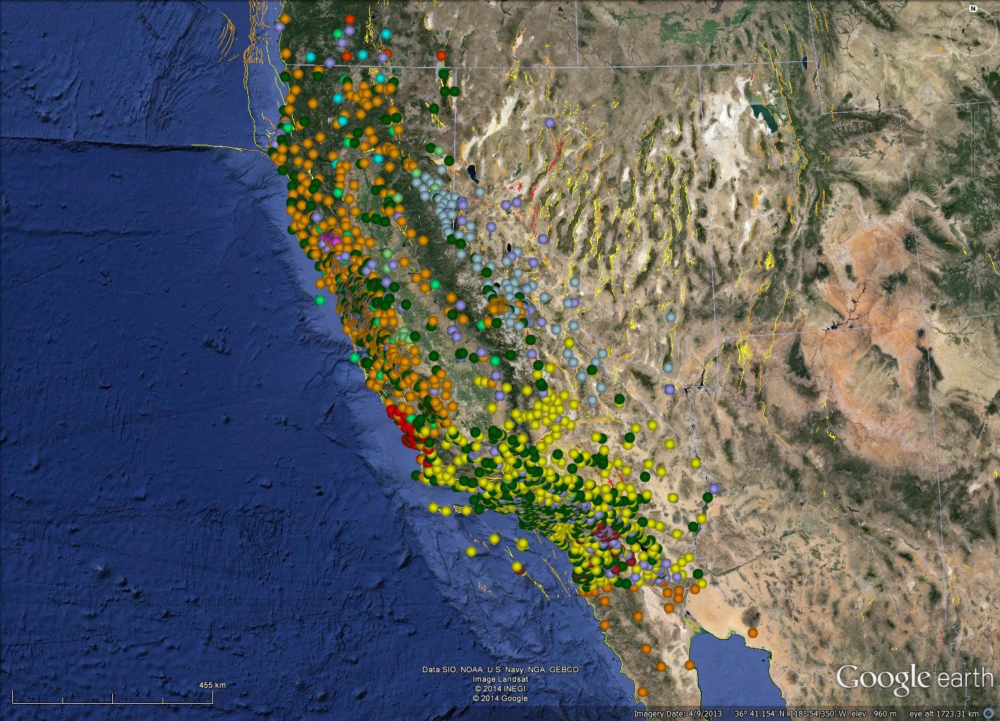 N
455 km
Data SIO, NOAA, U.S. Navy, NGA, GEBCO
Image Landsat
© 2014 INEGI
© 2014 Google
Google earth
Imagery Date: 4/9/2013 36° 41.154' N 118° 54.350' W elev 960 m eye alt 1723.31 km